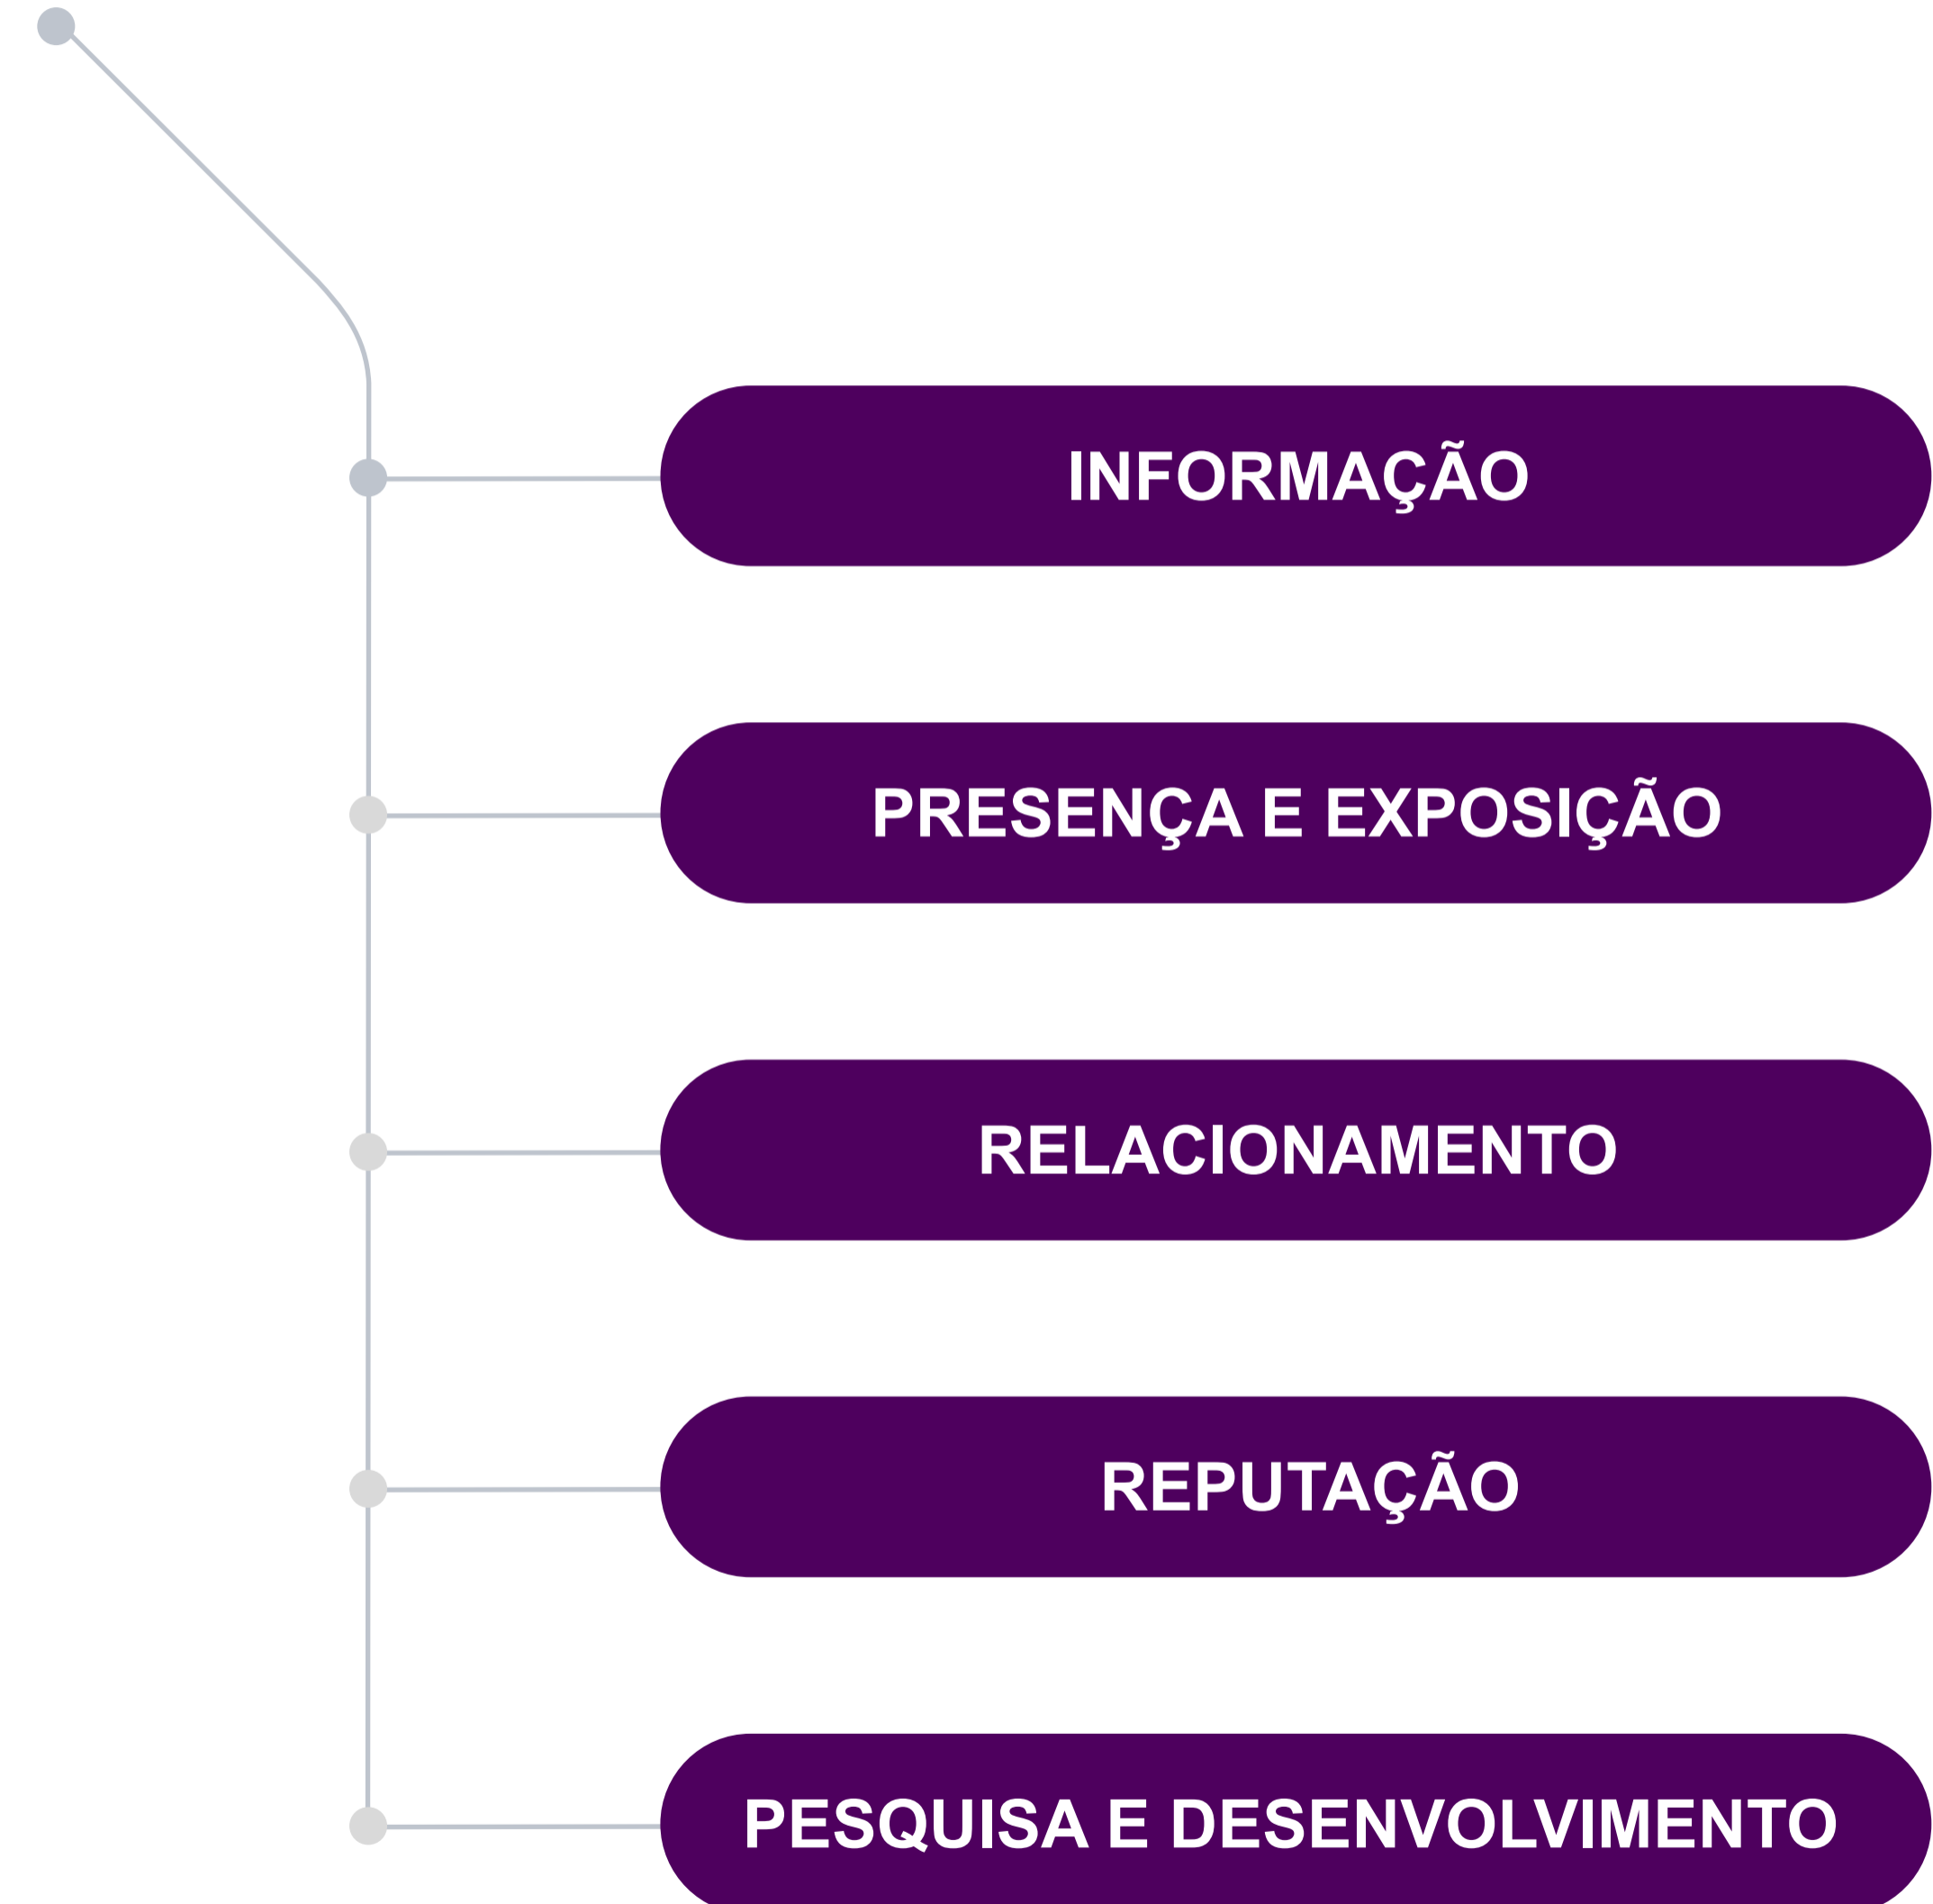 INFORMAÇÃO
PRESENÇA E EXPOSIÇÃO
RELACIONAMENTO
REPUTAÇÃO
PESQUISA E DESENVOLVIMENTO